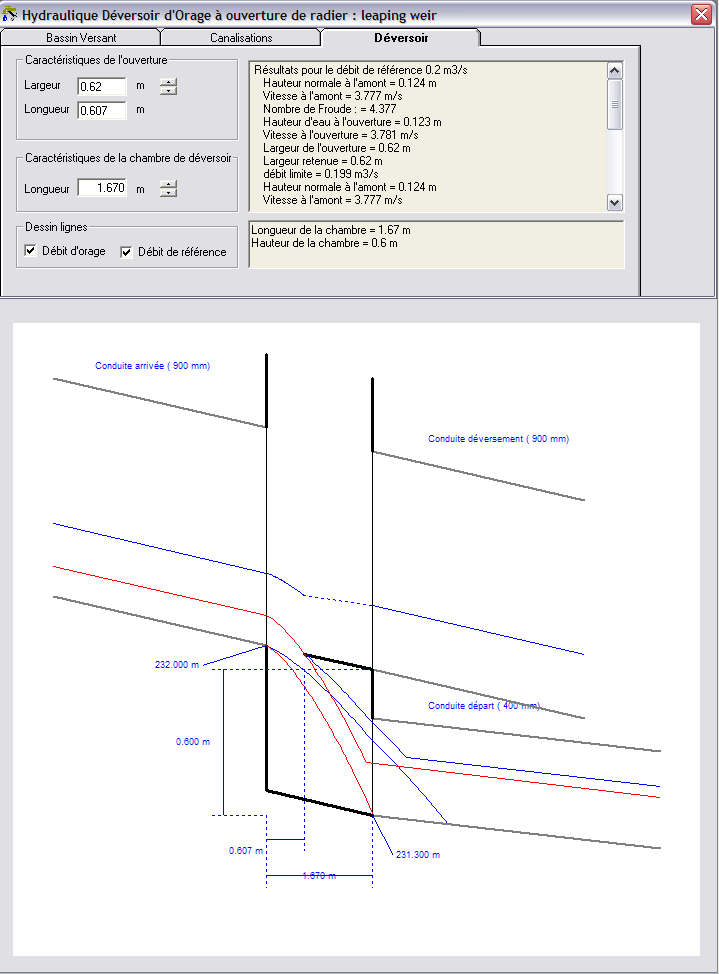 Hydraulique Déversoir d'Orage à ouverture de radier : leaping weir
Bassin Versant
Canalisations
Déversoir
Caractéristiques de l'ouverture
Largeur 0.62 m
Longueur 0.607 m
Caractéristiques de la chambre de déversoir
Longueur 1.670 m
Dessin lignes
Débit d'orage
Débit de référence
Résultats pour le débit de référence 0.2 m3/s
Hauteur normale à l'amont = 0.124 m
Vitesse à l'amont = 3.777 m/s
Nombre de Froude : = 4.377
Hauteur d'eau à l'ouverture = 0.123 m
Vitesse à l'ouverture = 3.781 m/s
Largeur de l'ouverture = 0.62 m
Largeur retenue = 0.62 m
débit limite = 0.199 m3/s
Hauteur normale à l'amont = 0.124 m
Vitesse à l'amont = 3.777 m/s
Longueur de la chambre = 1.67 m
Hauteur de la chambre = 0.6 m
Conduite arrivée ( 900 mm)
Conduite déversement ( 900 mm)
232.000 m
Conduite départ ( 400 mm)
0.600 m
0.607 m
231.300 m
1.670 m